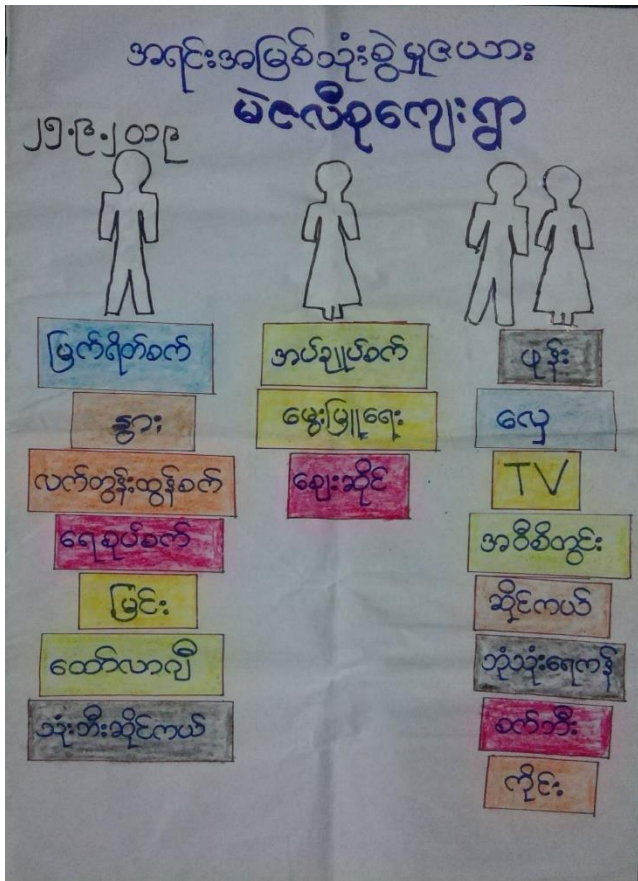 အရင်းအမြစ်သုံးစွဲမှုဇယား
မဲဇလီစုကျေးရွာ
၂၅.၉.၂၀၁၉
မြက်ရိတ်စက်
နွား
လက်တွန်းထွန်စက်
ရေစုပ်စက်
မြင်း
ထော်လာဂျီ
သုံးဘီးဆိုင်ကယ်
အပ်ချုပ်စက်
မွေးမြူရေး
ဈေးဆိုင်
ဖုန်း
လှေ
TV
အဝီစိတွင်း
ဆိုင်ကယ်
ဘုံသုံးရေကန်
စက်ဘီး
ကိုင်း